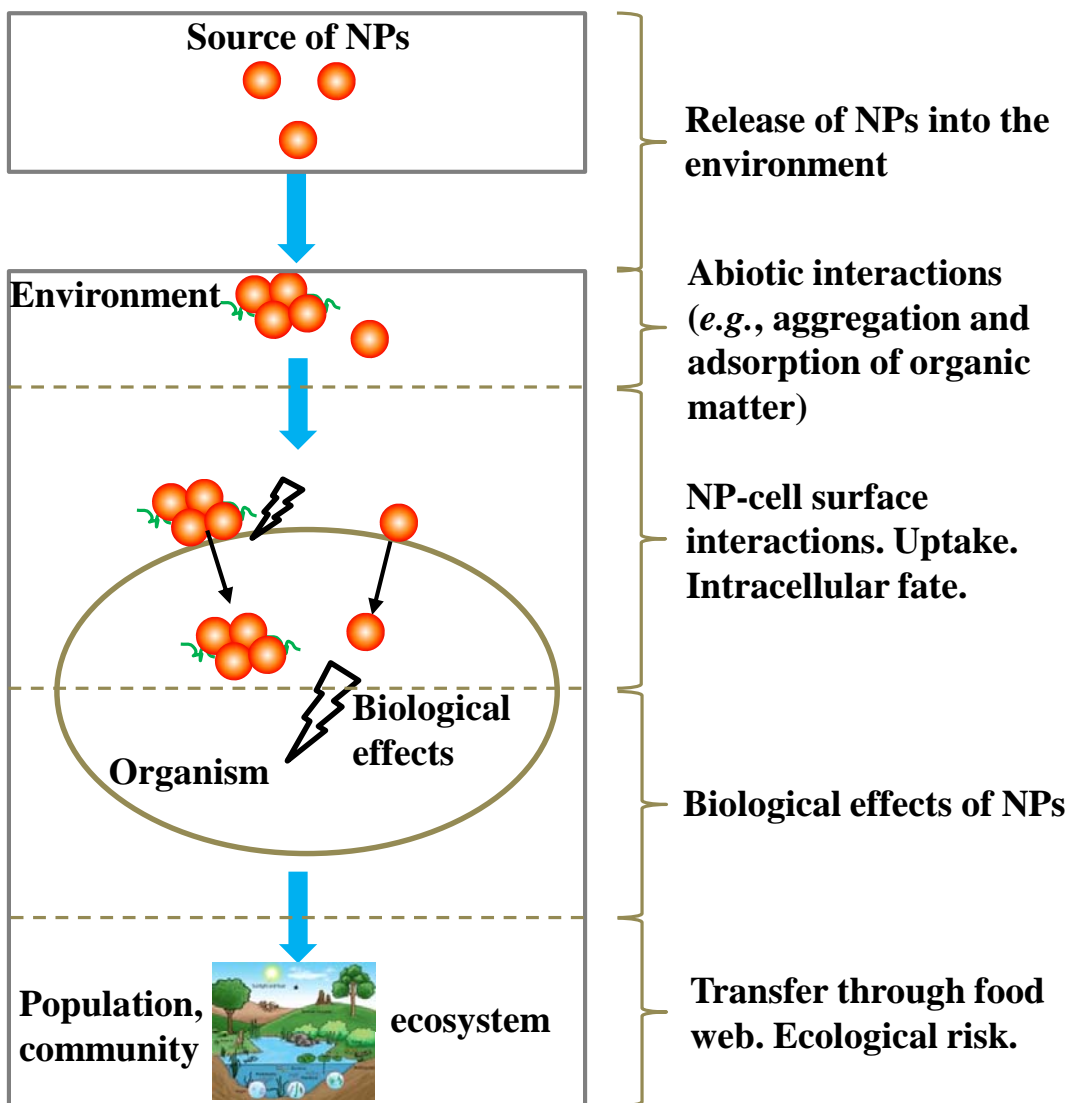 Source of NPs
Release of NPs into the
environment
Environment
Abiotic interactions
(e.g., aggregation and
adsorption of organic
matter)
NP-cell surface
interactions. Uptake.
Intracellular fate.
Biological
effects
Organism
Biological effects of NPs
Population,
community
ecosystem
Transfer through food
web. Ecological risk.